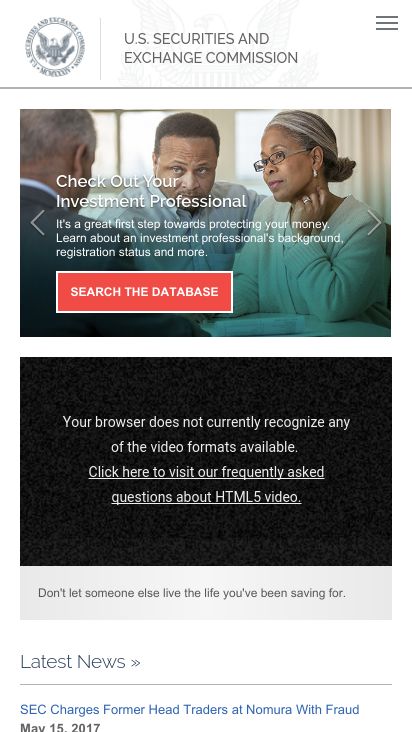 U.S. SECURITIES AND
EXCHANGE COMMISSION
Check Out Your
Investment Professional
It's a great first step towards protecting your money.
Learn about an investment professional's background,
registration status and more.
SEARCH THE DATABASE
Your browser does not currently recognize any
of the video formats available.
Click here to visit our frequently asked
questions about HTML5 video.
Don't let someone else live the life you've been saving for.
Latest News »
SEC Charges Former Head Traders at Nomura With Fraud
May 15, 2017